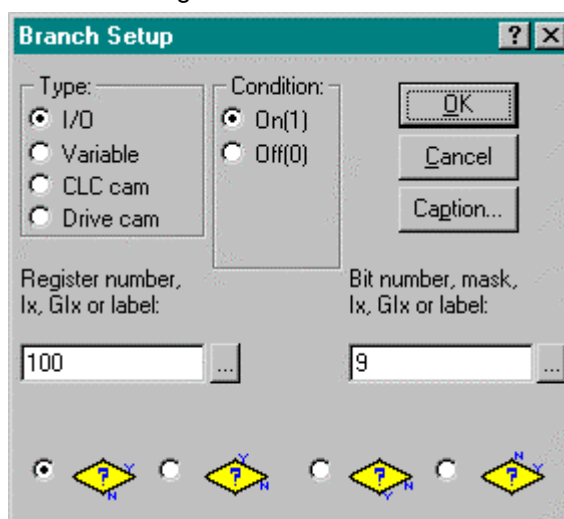 Branch Setup
Type:
I/O
Variable
CLC cam
Drive cam
Condition:
On(1)
Off(0)
OK
Cancel
Caption...
Register number,
Ix, GIx or label:
100
...
Bit number, mask,
Ix, GIx or label:
9
...
? Y N
? Y N
? N Y
? N Y